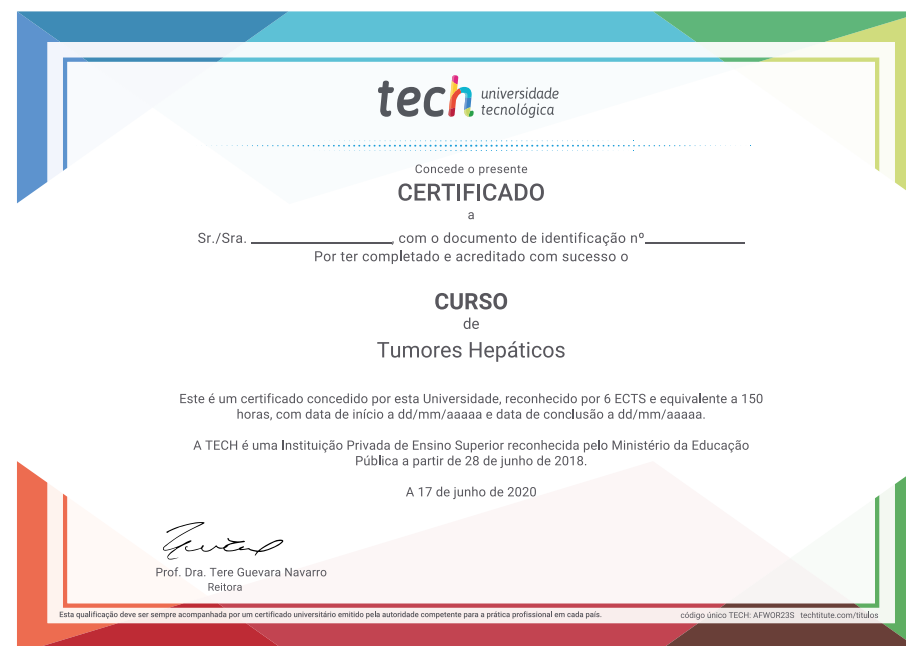 tech universidade
tecnológica
Concede o presente
CERTIFICADO
a
Sr./Sra. ____________________, com o documento de identificação nº______________
Por ter completado e acreditado com sucesso o
CURSO
de
Tumores Hepáticos
Este é um certificado concedido por esta Universidade, reconhecido por 6 ECTS e equivalente a 150
horas, com data de início a dd/mm/aaaaa e data de conclusão a dd/mm/aaaaa.
A TECH é uma Instituição Privada de Ensino Superior reconhecida pelo Ministério da Educação
Pública a partir de 28 de junho de 2018.
A 17 de junho de 2020
Prof. Dra. Tere Guevara Navarro
Reitora
Esta qualificação deve ser sempre acompanhada por um certificado universitário emitido pela autoridade competente para a prática profissional em cada país.
código único TECH: AFWOR23S techtitute.com/titulos